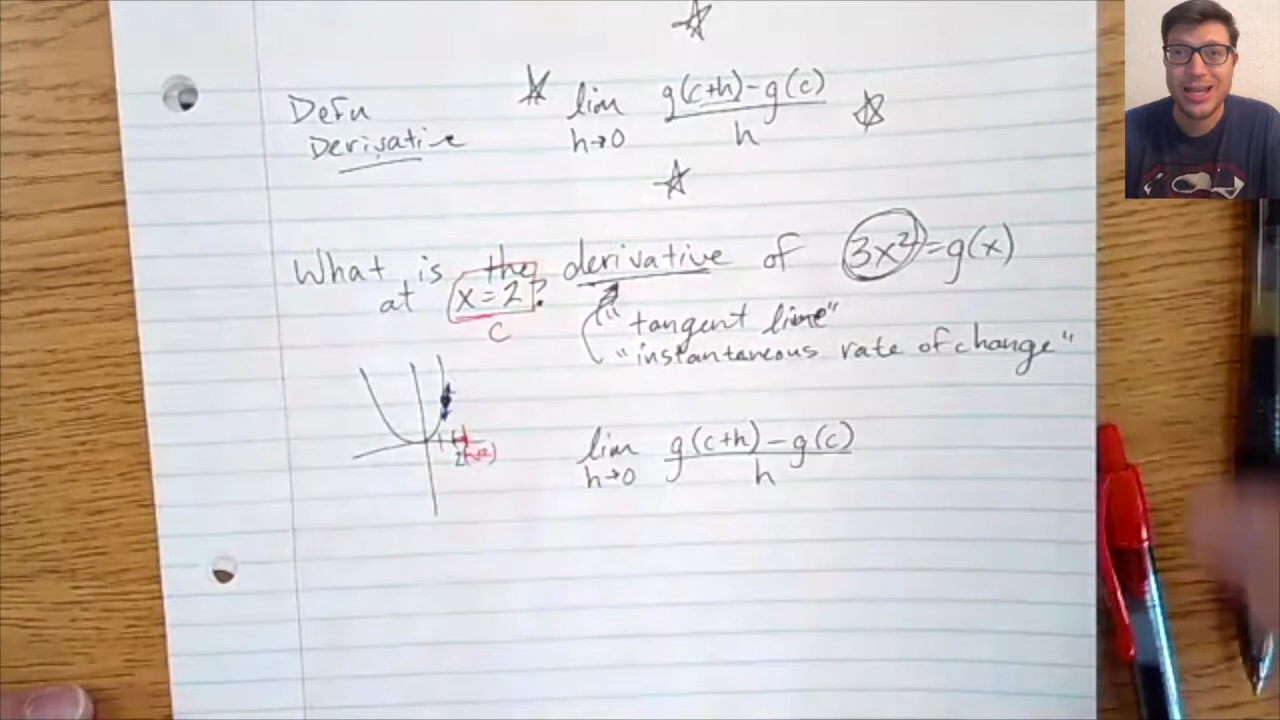 Defn
Derivative
lim g(c+h)-g(c)
h→0 h
What is the derivative of 3x²=g(x)
at x=2?
c
"tangent line"
"instantaneous rate of change"
2
lim g(c+h)-g(c)
h→0 h